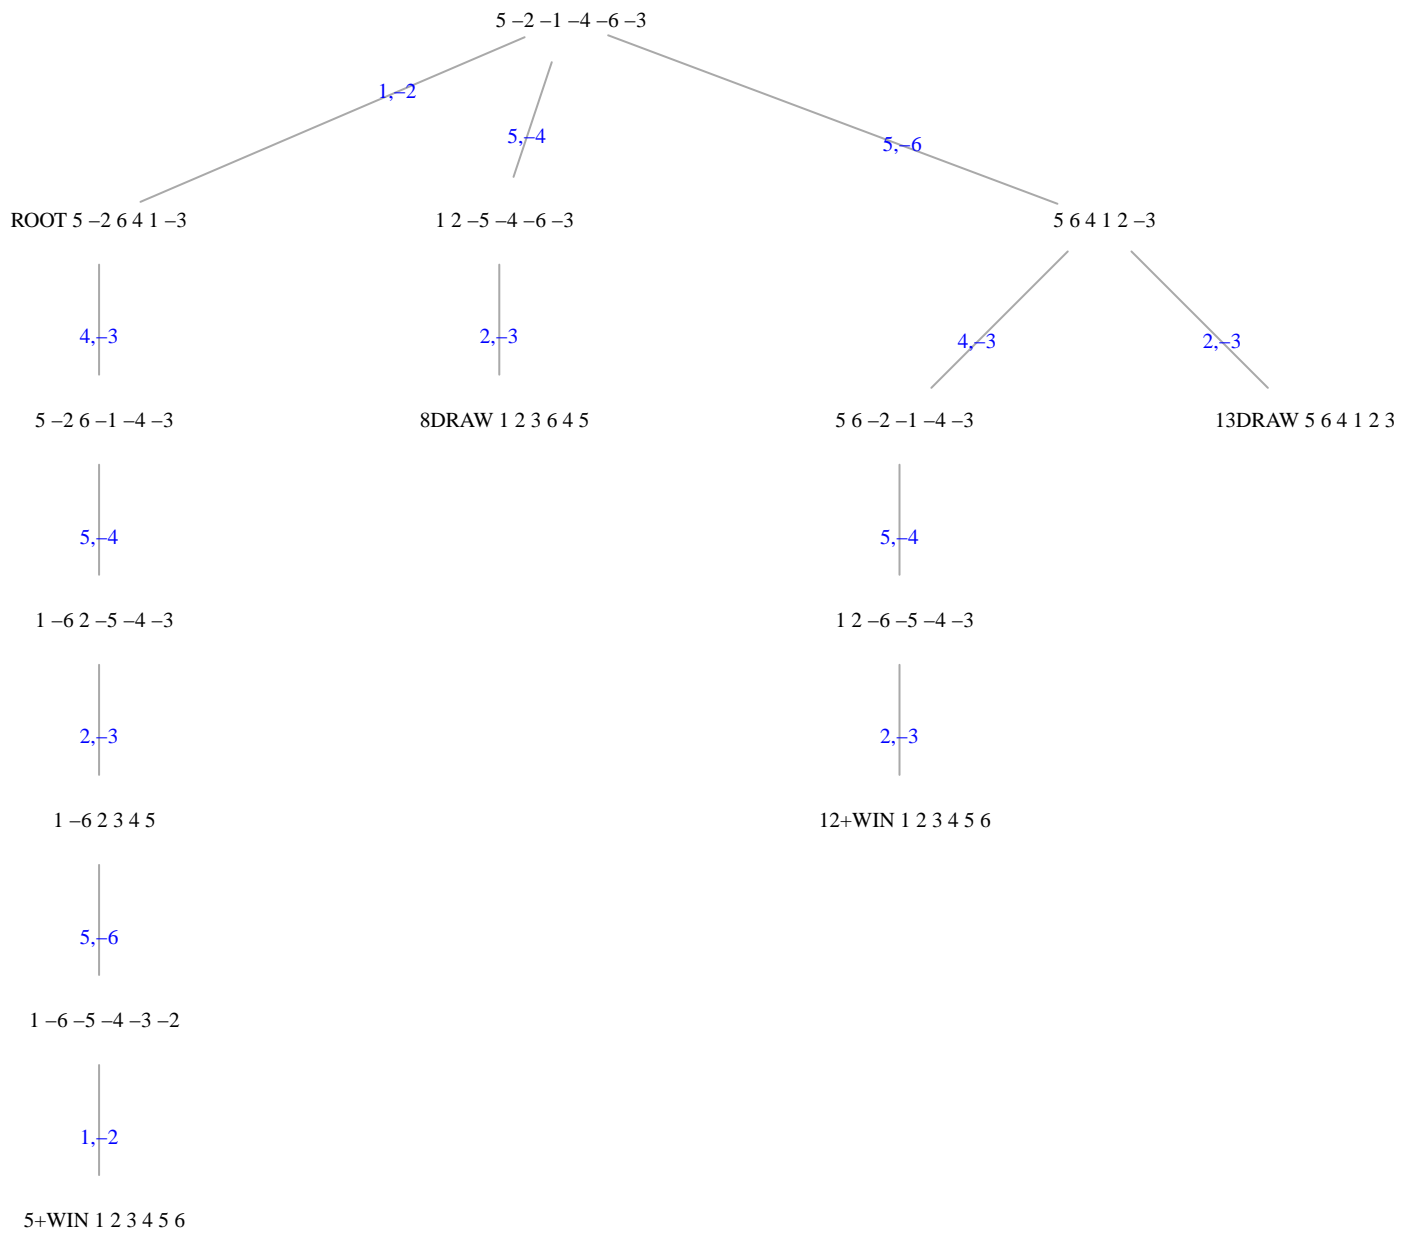 5 –2 –1 –4 –6 –3
1,–2
5,–4
5,–6
ROOT 5 –2 6 4 1 –3
1 2 –5 –4 –6 –3
5 6 4 1 2 –3
4,–3
2,–3
4,–3
2,–3
5 –2 6 –1 –4 –3
8DRAW 1 2 3 6 4 5
5 6 –2 –1 –4 –3
13DRAW 5 6 4 1 2 3
5,–4
5,–4
1 –6 2 –5 –4 –3
1 2 –6 –5 –4 –3
2,–3
2,–3
1 –6 2 3 4 5
12+WIN 1 2 3 4 5 6
5,–6
1 –6 –5 –4 –3 –2
1,–2
5+WIN 1 2 3 4 5 6